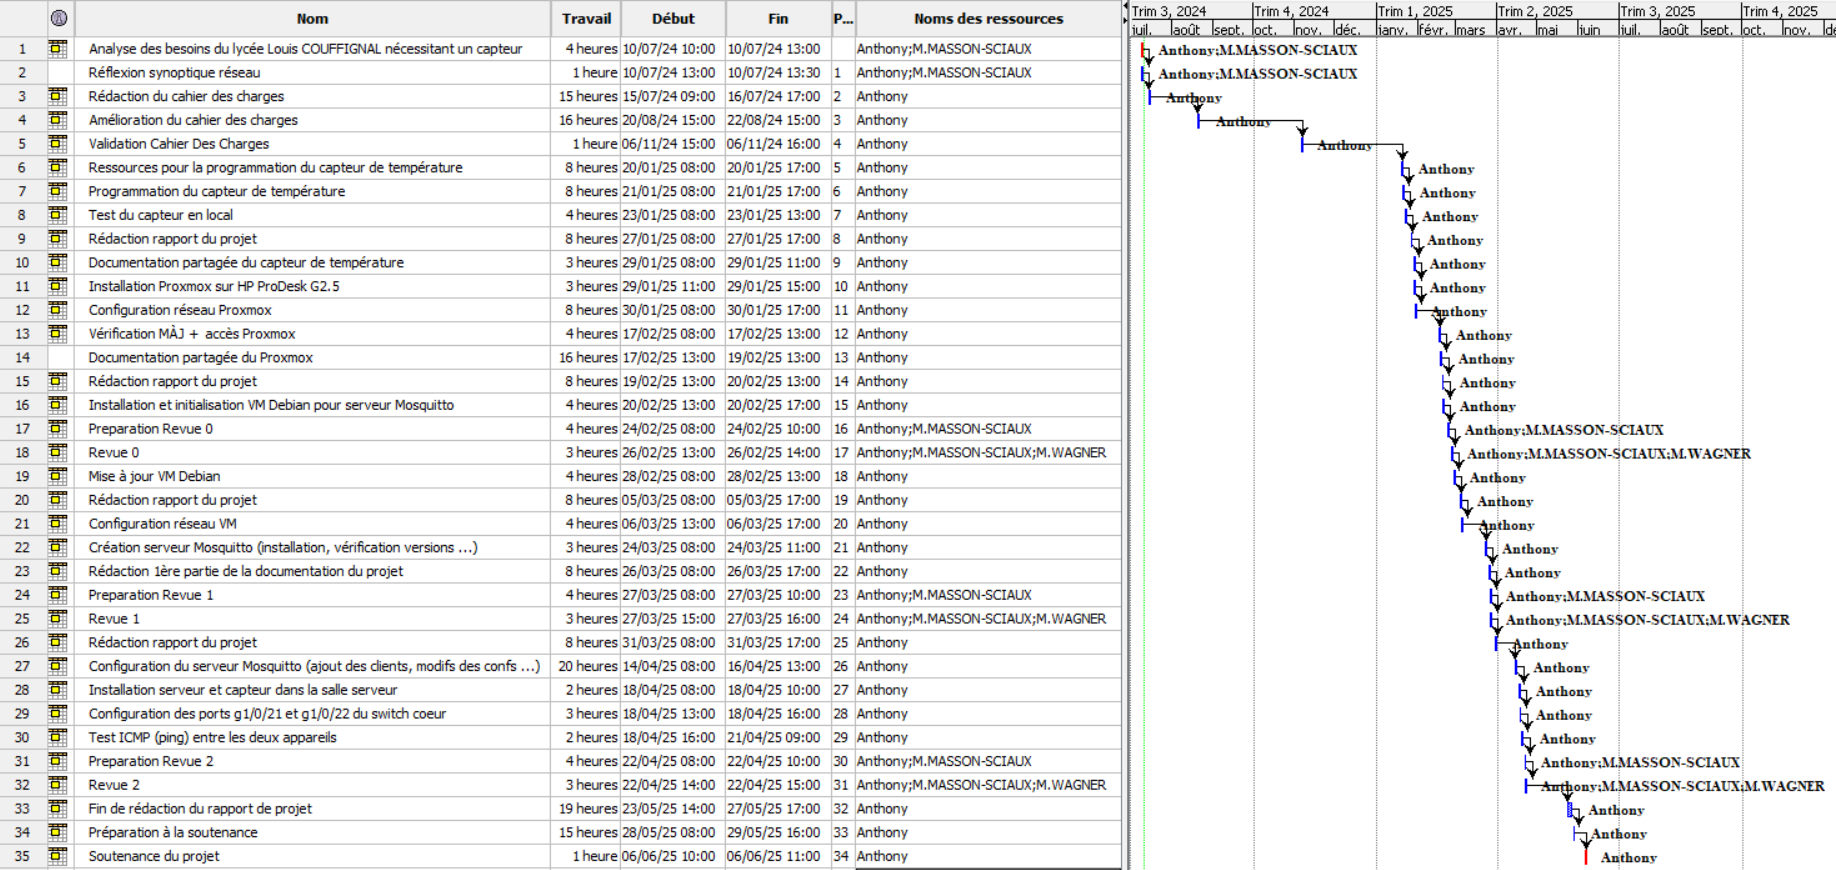 Nom Travail Début Fin P... Noms des ressources
Trim 3, 2024 Trim 4, 2024 Trim 1, 2025 Trim 2, 2025 Trim 3, 2025 Trim 4, 2025
juil. août sept. oct. nov. déc. janv. févr. mars avr. mai juin juil. août sept. oct. nov. dé
1 Analyse des besoins du lycée Louis COUFFIGNAL nécessitant un capteur 4 heures 10/07/24 10:00 10/07/24 13:00 Anthony;M.MASSON-SCIAUX Anthony;M.MASSON-SCIAUX
2 Réflexion synoptique réseau 1 heure 10/07/24 13:00 10/07/24 13:30 1 Anthony;M.MASSON-SCIAUX Anthony;M.MASSON-SCIAUX
3 Rédaction du cahier des charges 15 heures 15/07/24 09:00 16/07/24 17:00 2 Anthony Anthony
4 Amélioration du cahier des charges 16 heures 20/08/24 15:00 22/08/24 15:00 3 Anthony Anthony
5 Validation Cahier Des Charges 1 heure 06/11/24 15:00 06/11/24 16:00 4 Anthony Anthony
6 Ressources pour la programmation du capteur de température 8 heures 20/01/25 08:00 20/01/25 17:00 5 Anthony Anthony
7 Programmation du capteur de température 8 heures 21/01/25 08:00 21/01/25 17:00 6 Anthony Anthony
8 Test du capteur en local 4 heures 23/01/25 08:00 23/01/25 13:00 7 Anthony Anthony
9 Rédaction rapport du projet 8 heures 27/01/25 08:00 27/01/25 17:00 8 Anthony Anthony
10 Documentation partagée du capteur de température 3 heures 29/01/25 08:00 29/01/25 11:00 9 Anthony Anthony
11 Installation Proxmox sur HP ProDesk G2.5 3 heures 29/01/25 11:00 29/01/25 15:00 10 Anthony Anthony
12 Configuration réseau Proxmox 8 heures 30/01/25 08:00 30/01/25 17:00 11 Anthony Anthony
13 Vérification MÀJ + accès Proxmox 4 heures 17/02/25 08:00 17/02/25 13:00 12 Anthony Anthony
14 Documentation partagée du Proxmox 16 heures 17/02/25 13:00 19/02/25 13:00 13 Anthony Anthony
15 Rédaction rapport du projet 8 heures 19/02/25 13:00 20/02/25 13:00 14 Anthony Anthony
16 Installation et initialisation VM Debian pour serveur Mosquitto 4 heures 20/02/25 13:00 20/02/25 17:00 15 Anthony Anthony
17 Preparation Revue 0 4 heures 24/02/25 08:00 24/02/25 10:00 16 Anthony;M.MASSON-SCIAUX Anthony;M.MASSON-SCIAUX
18 Revue 0 3 heures 26/02/25 13:00 26/02/25 14:00 17 Anthony;M.MASSON-SCIAUX;M.WAGNER Anthony;M.MASSON-SCIAUX;M.WAGNER
19 Mise à jour VM Debian 4 heures 28/02/25 08:00 28/02/25 13:00 18 Anthony Anthony
20 Rédaction rapport du projet 8 heures 05/03/25 08:00 05/03/25 17:00 19 Anthony Anthony
21 Configuration réseau VM 4 heures 06/03/25 13:00 06/03/25 17:00 20 Anthony Anthony
22 Création serveur Mosquitto (installation, vérification versions ...) 3 heures 24/03/25 08:00 24/03/25 11:00 21 Anthony Anthony
23 Rédaction 1ère partie de la documentation du projet 8 heures 26/03/25 08:00 26/03/25 17:00 22 Anthony Anthony
24 Preparation Revue 1 4 heures 27/03/25 08:00 27/03/25 10:00 23 Anthony;M.MASSON-SCIAUX Anthony;M.MASSON-SCIAUX
25 Revue 1 3 heures 27/03/25 15:00 27/03/25 16:00 24 Anthony;M.MASSON-SCIAUX;M.WAGNER Anthony;M.MASSON-SCIAUX;M.WAGNER
26 Rédaction rapport du projet 8 heures 31/03/25 08:00 31/03/25 17:00 25 Anthony Anthony
27 Configuration du serveur Mosquitto (ajout des clients, modifs des confs ...) 20 heures 14/04/25 08:00 16/04/25 13:00 26 Anthony Anthony
28 Installation serveur et capteur dans la salle serveur 2 heures 18/04/25 08:00 18/04/25 10:00 27 Anthony Anthony
29 Configuration des ports g1/0/21 et g1/0/22 du switch coeur 3 heures 18/04/25 13:00 18/04/25 16:00 28 Anthony Anthony
30 Test ICMP (ping) entre les deux appareils 2 heures 18/04/25 16:00 21/04/25 09:00 29 Anthony Anthony
31 Preparation Revue 2 4 heures 22/04/25 08:00 22/04/25 10:00 30 Anthony;M.MASSON-SCIAUX Anthony;M.MASSON-SCIAUX
32 Revue 2 3 heures 22/04/25 14:00 22/04/25 15:00 31 Anthony;M.MASSON-SCIAUX;M.WAGNER Anthony;M.MASSON-SCIAUX;M.WAGNER
33 Fin de rédaction du rapport de projet 19 heures 23/05/25 14:00 27/05/25 17:00 32 Anthony Anthony
34 Préparation à la soutenance 15 heures 28/05/25 08:00 29/05/25 16:00 33 Anthony Anthony
35 Soutenance du projet 1 heure 06/06/25 10:00 06/06/25 11:00 34 Anthony Anthony